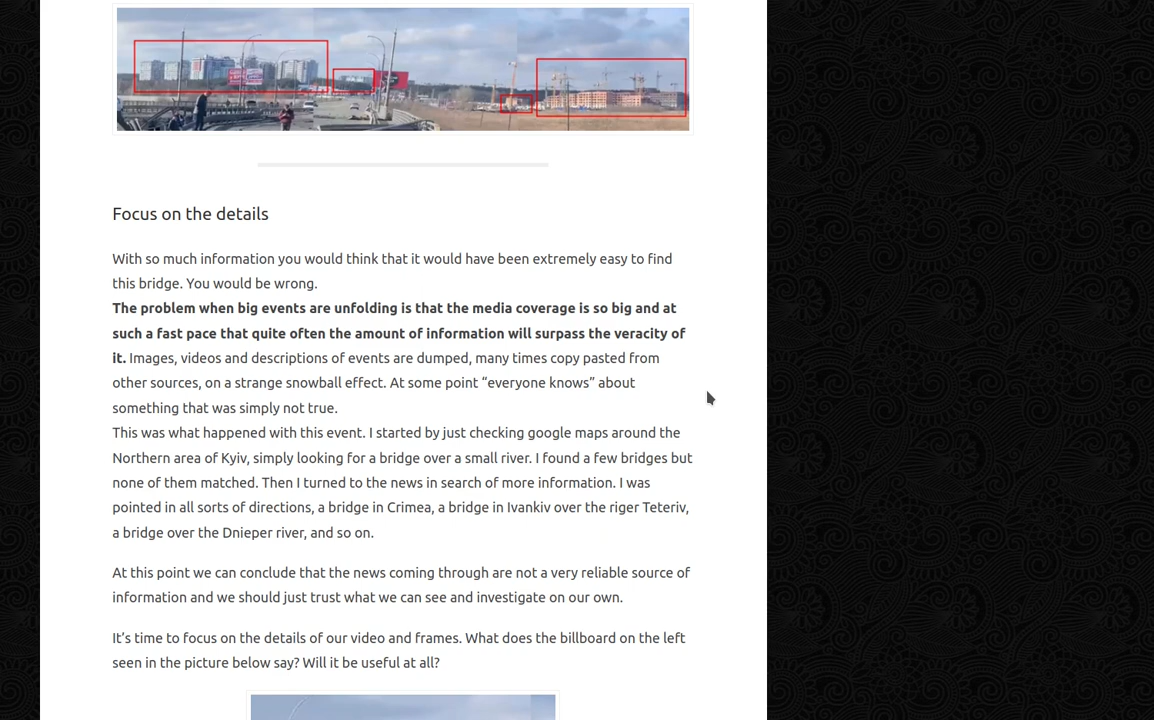 Focus on the details
With so much information you would think that it would have been extremely easy to find
this bridge. You would be wrong.
The problem when big events are unfolding is that the media coverage is so big and at
such a fast pace that quite often the amount of information will surpass the veracity of
it. Images, videos and descriptions of events are dumped, many times copy pasted from
other sources, on a strange snowball effect. At some point “everyone knows” about
something that was simply not true.
This was what happened with this event. I started by just checking google maps around the
Northern area of Kyiv, simply looking for a bridge over a small river. I found a few bridges but
none of them matched. Then I turned to the news in search of more information. I was
pointed in all sorts of directions, a bridge in Crimea, a bridge in Ivankiv over the riger Teteriv,
a bridge over the Dnieper river, and so on.
At this point we can conclude that the news coming through are not a very reliable source of
information and we should just trust what we can see and investigate on our own.
It’s time to focus on the details of our video and frames. What does the billboard on the left
seen in the picture below say? Will it be useful at all?